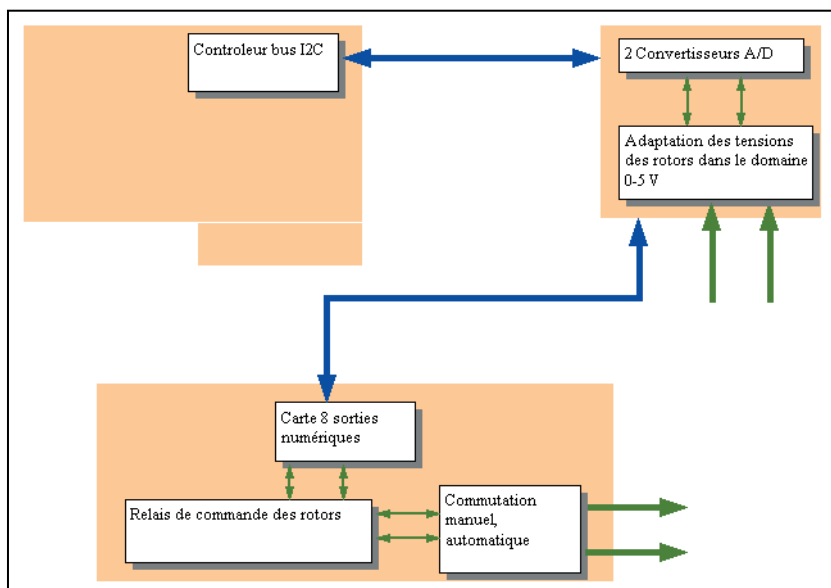 Controleur bus I2C
2 Convertisseurs A/D
Adaptation des tensions
des rotors dans le domaine
0-5 V
Carte 8 sorties
numériques
Relais de commande des rotors
Commutation
manuel,
automatique